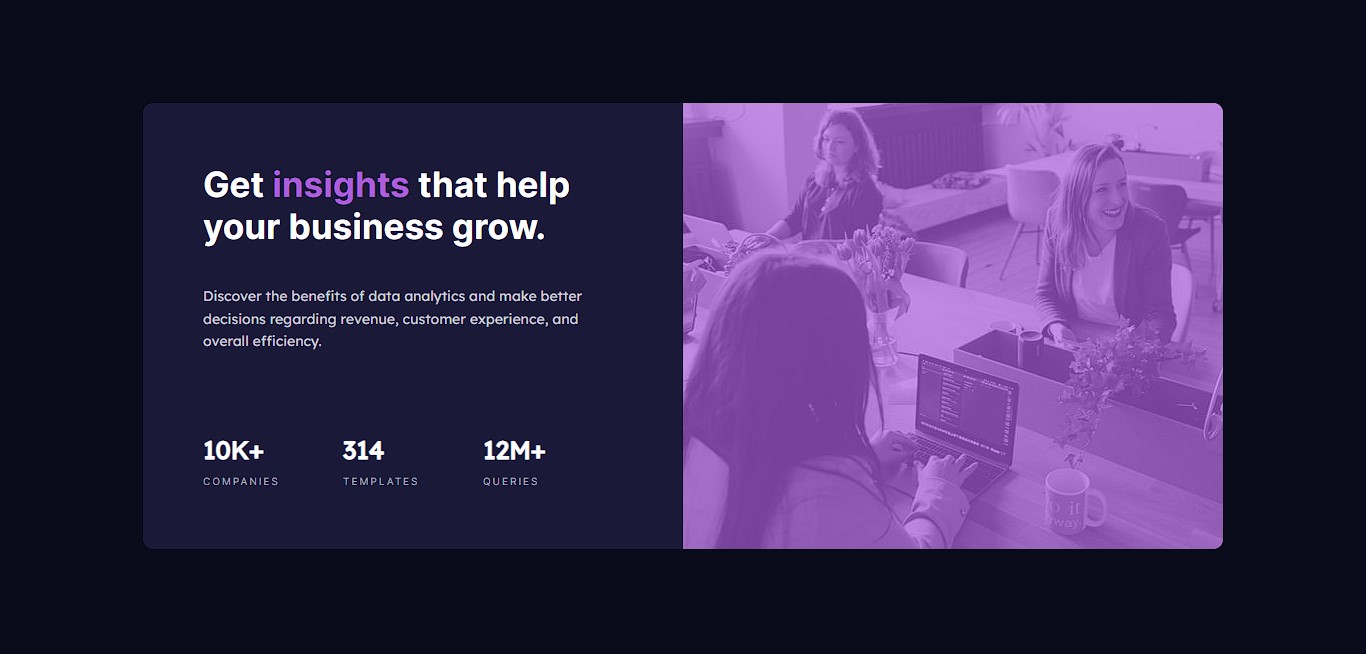 Get insights that help
your business grow.
Discover the benefits of data analytics and make better
decisions regarding revenue, customer experience, and
overall efficiency.
10K+ 314 12M+
COMPANIES TEMPLATES QUERIES